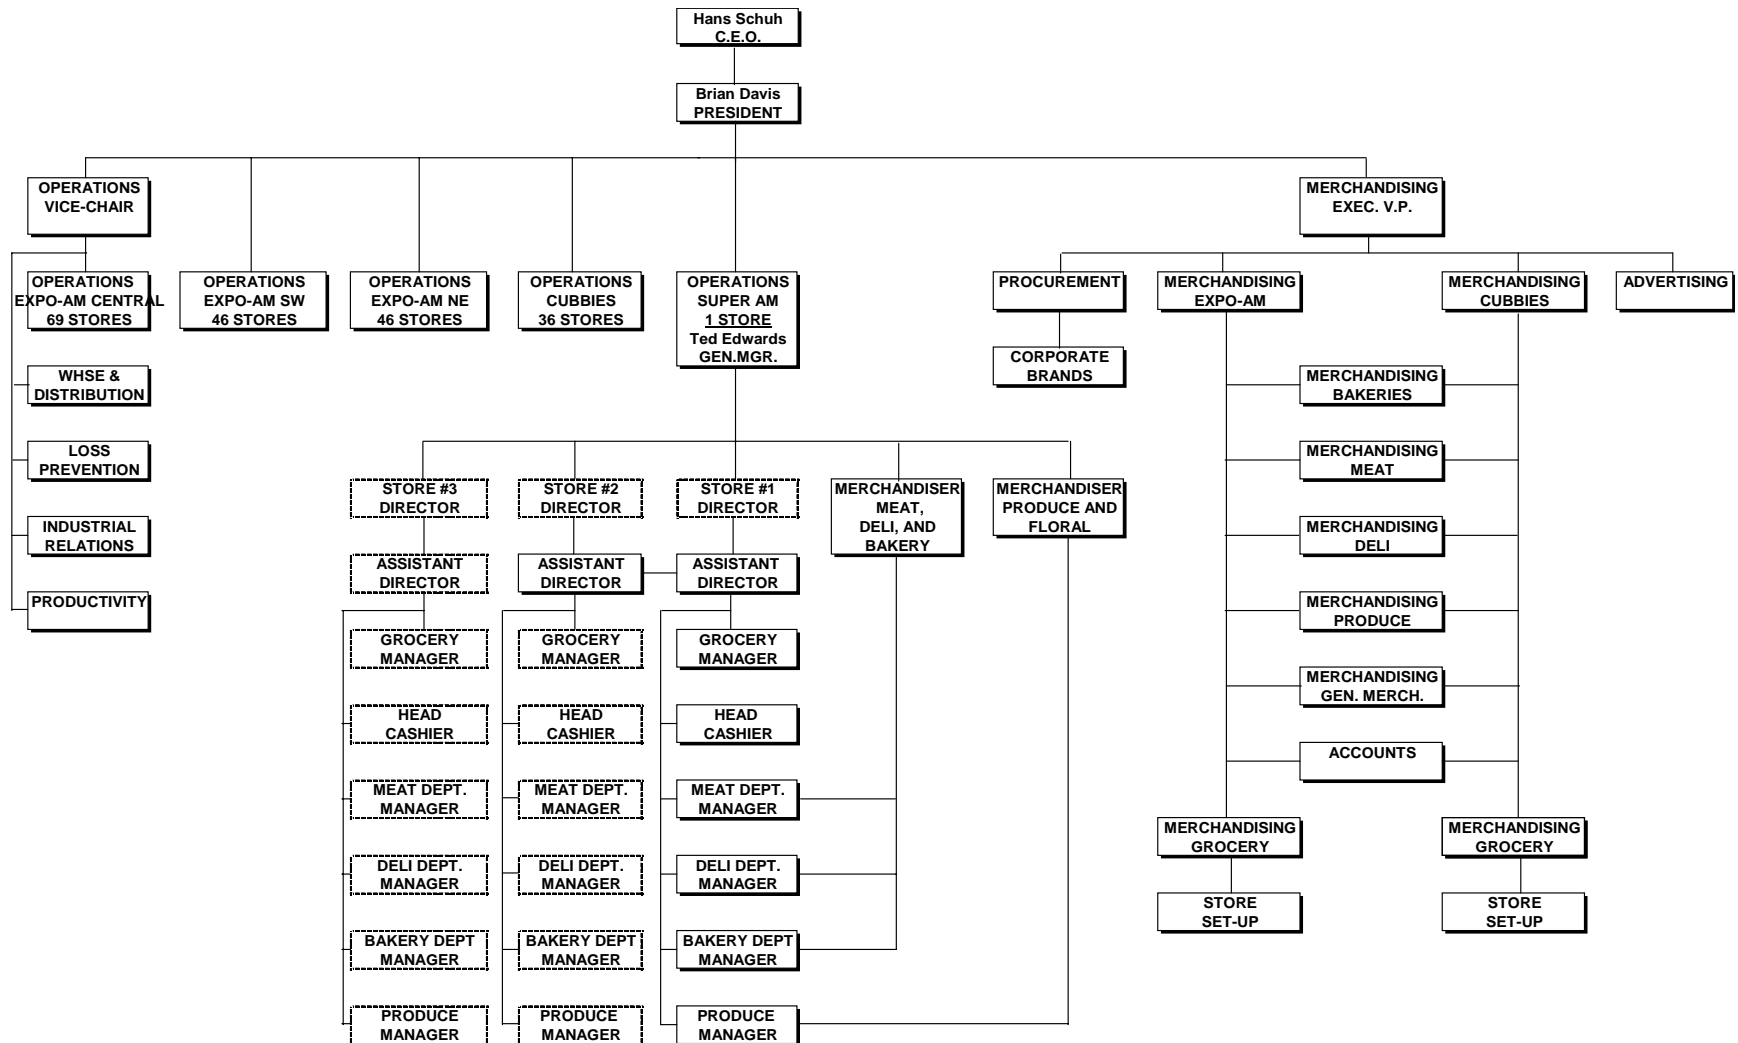 Hans Schuh
C.E.O.
Brian Davis
PRESIDENT
OPERATIONS
VICE-CHAIR
MERCHANDISING
EXEC. V.P.
OPERATIONS
EXPO-AM CENTRAL
69 STORES
OPERATIONS
EXPO-AM SW
46 STORES
OPERATIONS
EXPO-AM NE
46 STORES
OPERATIONS
CUBBIES
36 STORES
OPERATIONS
SUPER AM
1 STORE
Ted Edwards
GEN.MGR.
PROCUREMENT
MERCHANDISING
EXPO-AM
MERCHANDISING
CUBBIES
ADVERTISING
CORPORATE
BRANDS
WHSE &
DISTRIBUTION
LOSS
PREVENTION
INDUSTRIAL
RELATIONS
PRODUCTIVITY
MERCHANDISING
BAKERIES
MERCHANDISING
MEAT
MERCHANDISING
DELI
MERCHANDISING
PRODUCE
MERCHANDISING
GEN. MERCH.
ACCOUNTS
MERCHANDISING
GROCERY
MERCHANDISING
GROCERY
STORE
SET-UP
STORE
SET-UP
STORE #3
DIRECTOR
STORE #2
DIRECTOR
STORE #1
DIRECTOR
MERCHANDISER
MEAT,
DELI, AND
BAKERY
MERCHANDISER
PRODUCE AND
FLORAL
ASSISTANT
DIRECTOR
ASSISTANT
DIRECTOR
ASSISTANT
DIRECTOR
GROCERY
MANAGER
GROCERY
MANAGER
GROCERY
MANAGER
HEAD
CASHIER
HEAD
CASHIER
HEAD
CASHIER
MEAT DEPT.
MANAGER
MEAT DEPT.
MANAGER
MEAT DEPT.
MANAGER
DELI DEPT.
MANAGER
DELI DEPT.
MANAGER
DELI DEPT.
MANAGER
BAKERY DEPT
MANAGER
BAKERY DEPT
MANAGER
BAKERY DEPT
MANAGER
PRODUCE
MANAGER
PRODUCE
MANAGER
PRODUCE
MANAGER